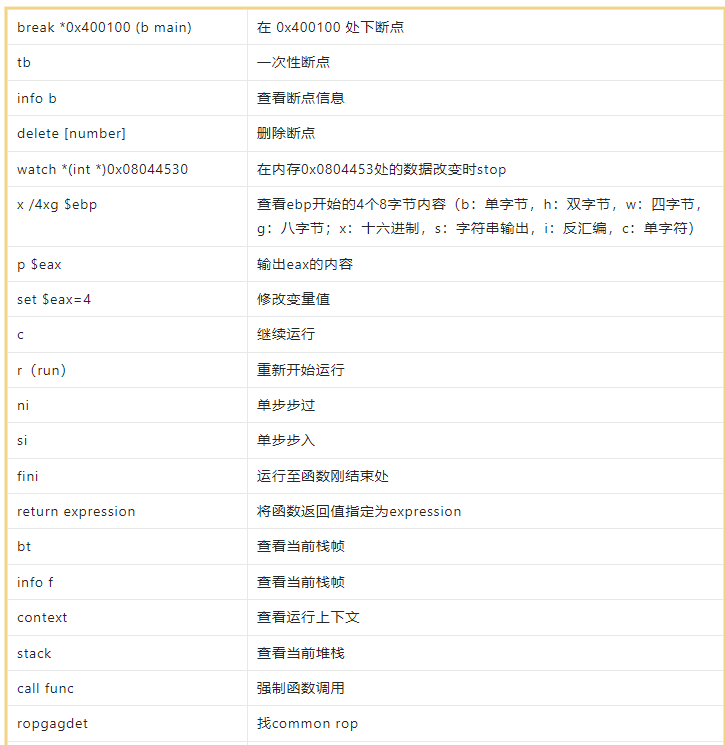 break *0x400100 (b main)
在 0x400100 处下断点
tb
一次性断点
info b
查看断点信息
delete [number]
删除断点
watch *(int *)0x08044530
在内存0x0804453处的数据改变时stop
x /4xg $ebp
查看ebp开始的4个8字节内容（b：单字节，h：双字节，w：四字节，
g：八字节；x：十六进制，s：字符串输出，i：反汇编，c：单字符）
p $eax
输出eax的内容
set $eax=4
修改变量值
c
继续运行
r（run）
重新开始运行
ni
单步步过
si
单步步入
fini
运行至函数刚结束处
return expression
将函数返回值指定为expression
bt
查看当前栈帧
info f
查看当前栈帧
context
查看运行上下文
stack
查看当前堆栈
call func
强制函数调用
ropgagdet
找common rop